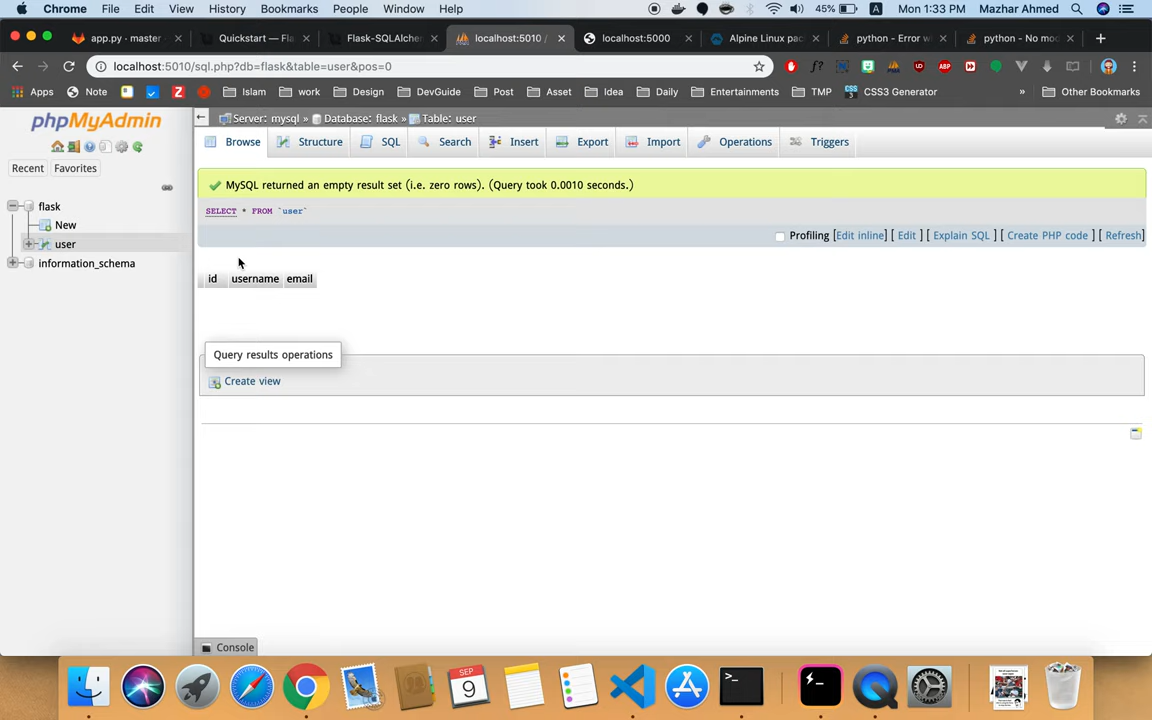 Chrome File Edit View History Bookmarks People Window Help 45% A Mon 1:33 PM Mazhar Ahmed
app.py - master Quickstart — Fla Flask-SQLAlchem localhost:5010 / localhost:5000 Alpine Linux pac python - Error w python - No mod
localhost:5010/sql.php?db=flask&table=user&pos=0
Apps Note Islam work Design DevGuide Post Asset Idea Daily Entertainments TMP CSS3 Generator » Other Bookmarks
phpMyAdmin
Server: mysql » Database: flask » Table: user
Browse Structure SQL Search Insert Export Import Operations Triggers
Recent Favorites
MySQL returned an empty result set (i.e. zero rows). (Query took 0.0010 seconds.)
SELECT * FROM `user`
flask
New
user
information_schema
Profiling [Edit inline] [ Edit ] [ Explain SQL ] [ Create PHP code ] [ Refresh]
id username email
Query results operations
Create view
Console
SEP
9